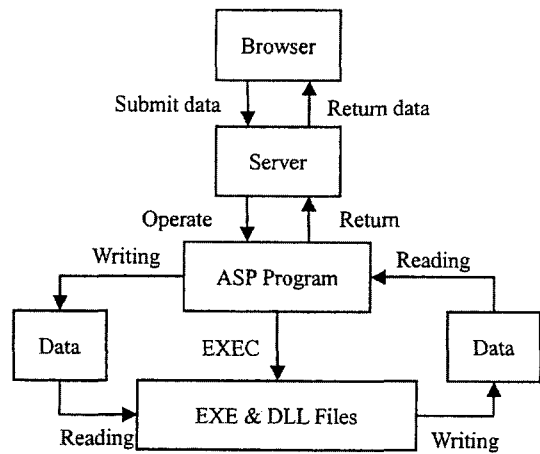 Browser
Submit data
Return data
Server
Operate
Return
Writing
Reading
ASP Program
Data
EXEC
Data
EXE & DLL Files
Reading
Writing